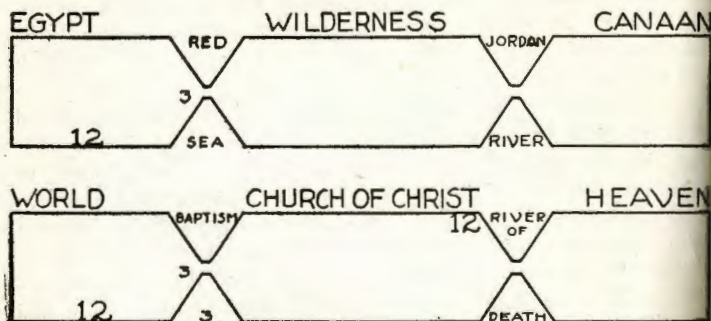 EGYPT WILDERNESS CANAAN
RED JORDAN
3
12 SEA RIVER
WORLD CHURCH OF CHRIST HEAVEN
BAPTISM 12 RIVER
OF
3
12 3 DEATH